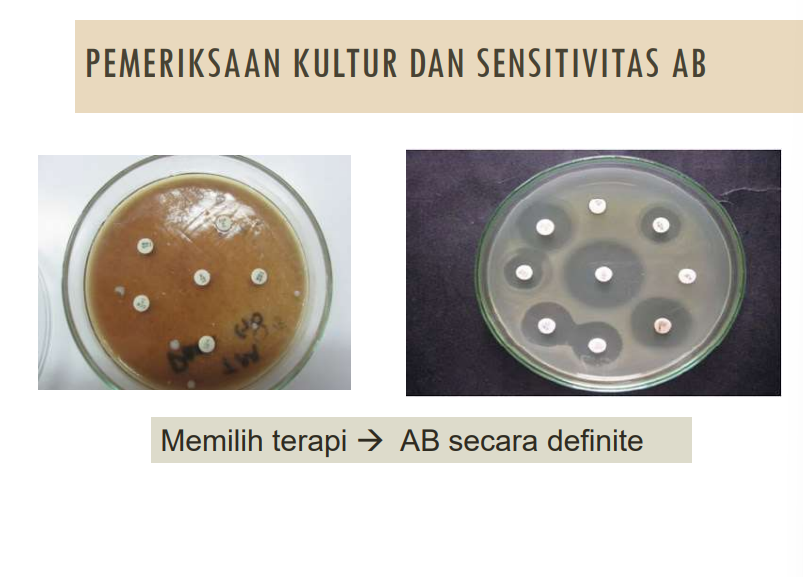 PEMERIKSAAN KULTUR DAN SENSITIVITAS AB
Memilih terapi → AB secara definite